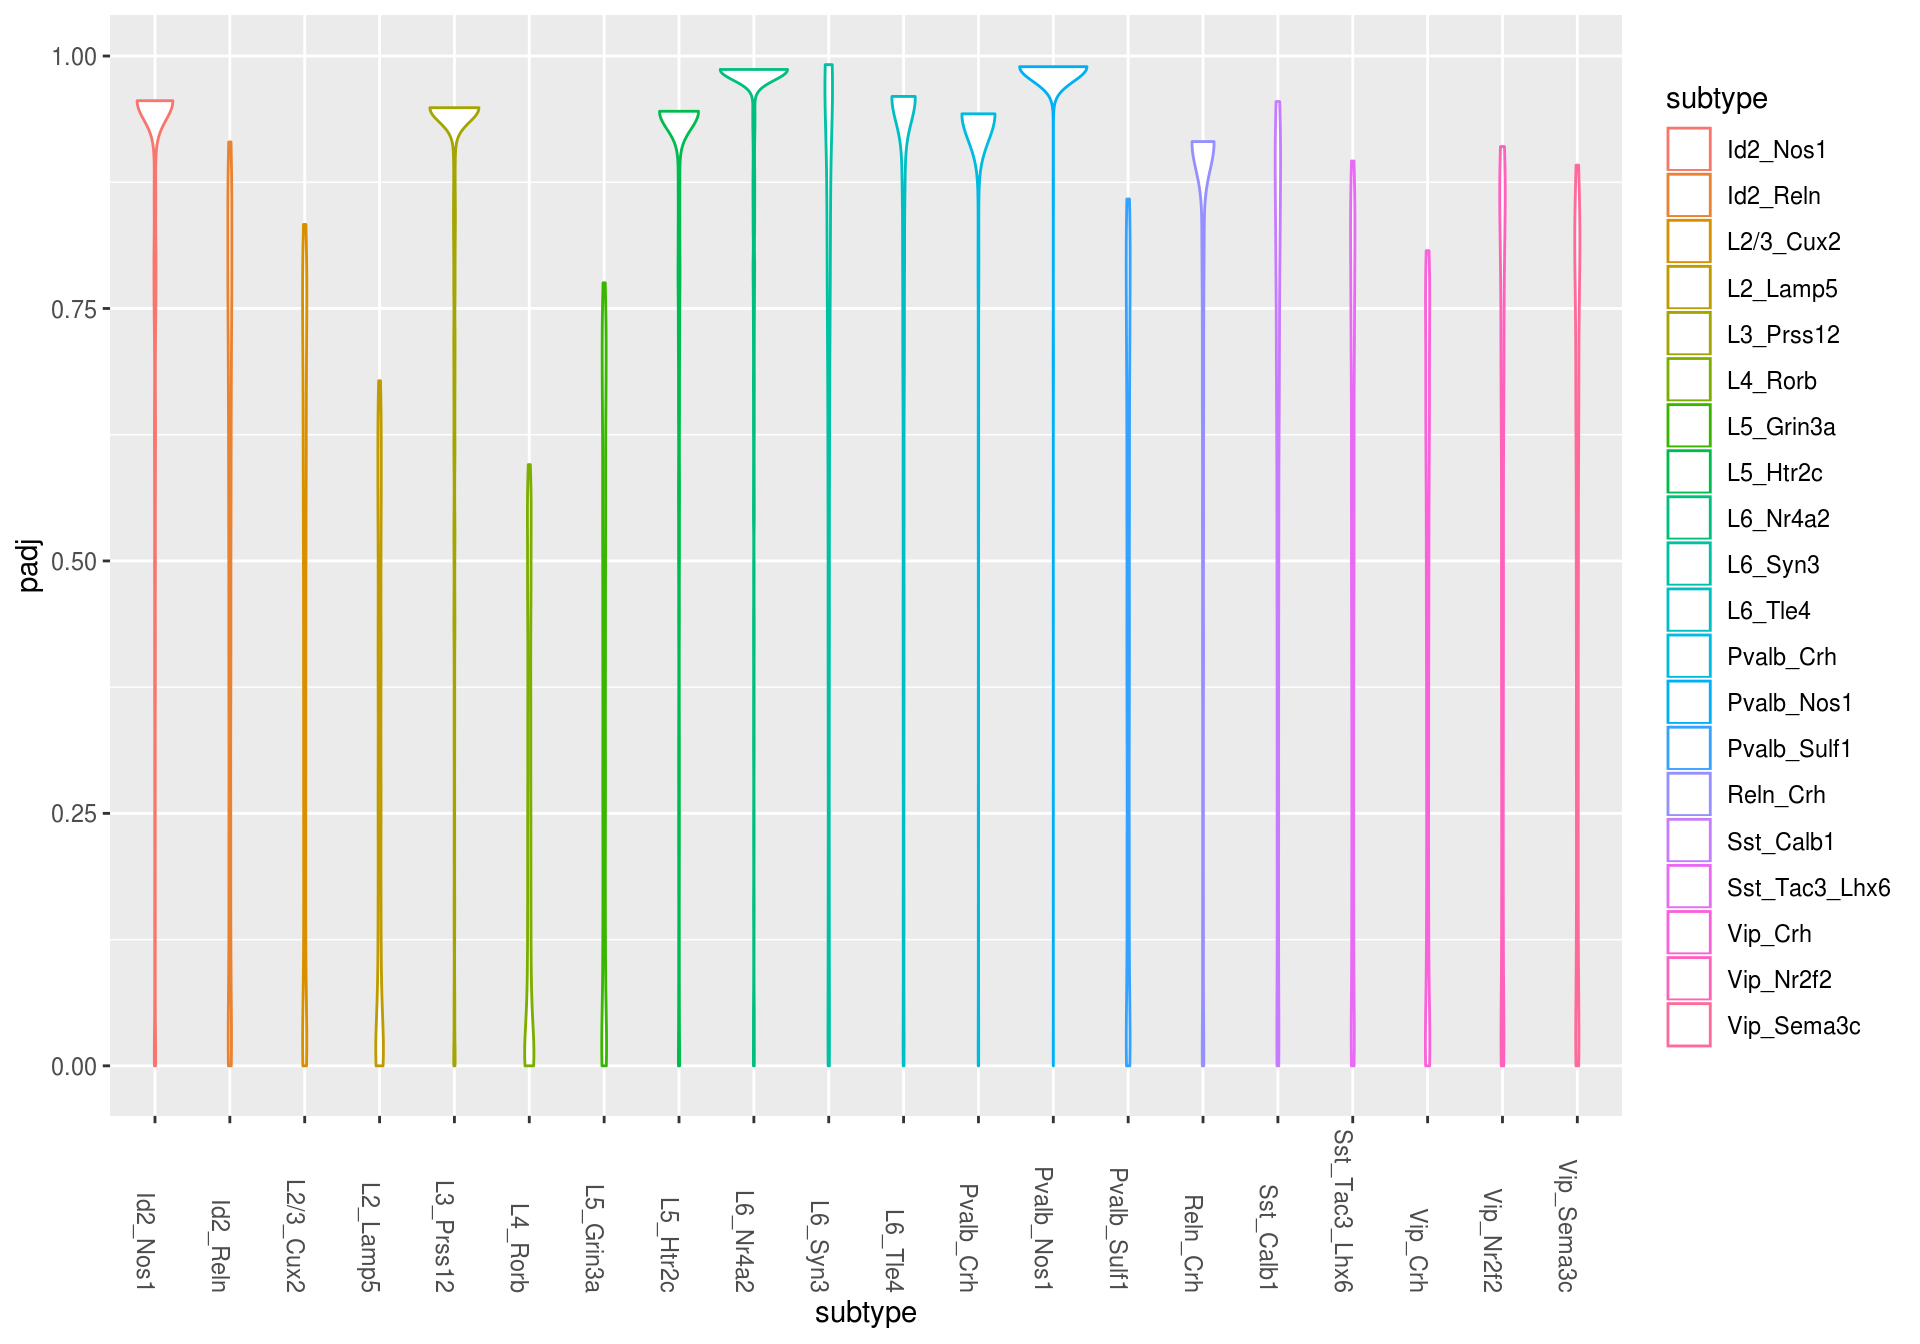 1.00
0.75
0.50
0.25
0.00
padj
Id2_Nos1
Id2_Reln
L2/3_Cux2
L2_Lamp5
L3_Prss12
L4_Rorb
L5_Grin3a
L5_Htr2c
L6_Nr4a2
L6_Syn3
L6_Tle4
Pvalb_Crh
Pvalb_Nos1
Pvalb_Sulf1
Reln_Crh
Sst_Calb1
Sst_Tac3_Lhx6
Vip_Crh
Vip_Nr2f2
Vip_Sema3c
subtype
subtype
Id2_Nos1
Id2_Reln
L2/3_Cux2
L2_Lamp5
L3_Prss12
L4_Rorb
L5_Grin3a
L5_Htr2c
L6_Nr4a2
L6_Syn3
L6_Tle4
Pvalb_Crh
Pvalb_Nos1
Pvalb_Sulf1
Reln_Crh
Sst_Calb1
Sst_Tac3_Lhx6
Vip_Crh
Vip_Nr2f2
Vip_Sema3c